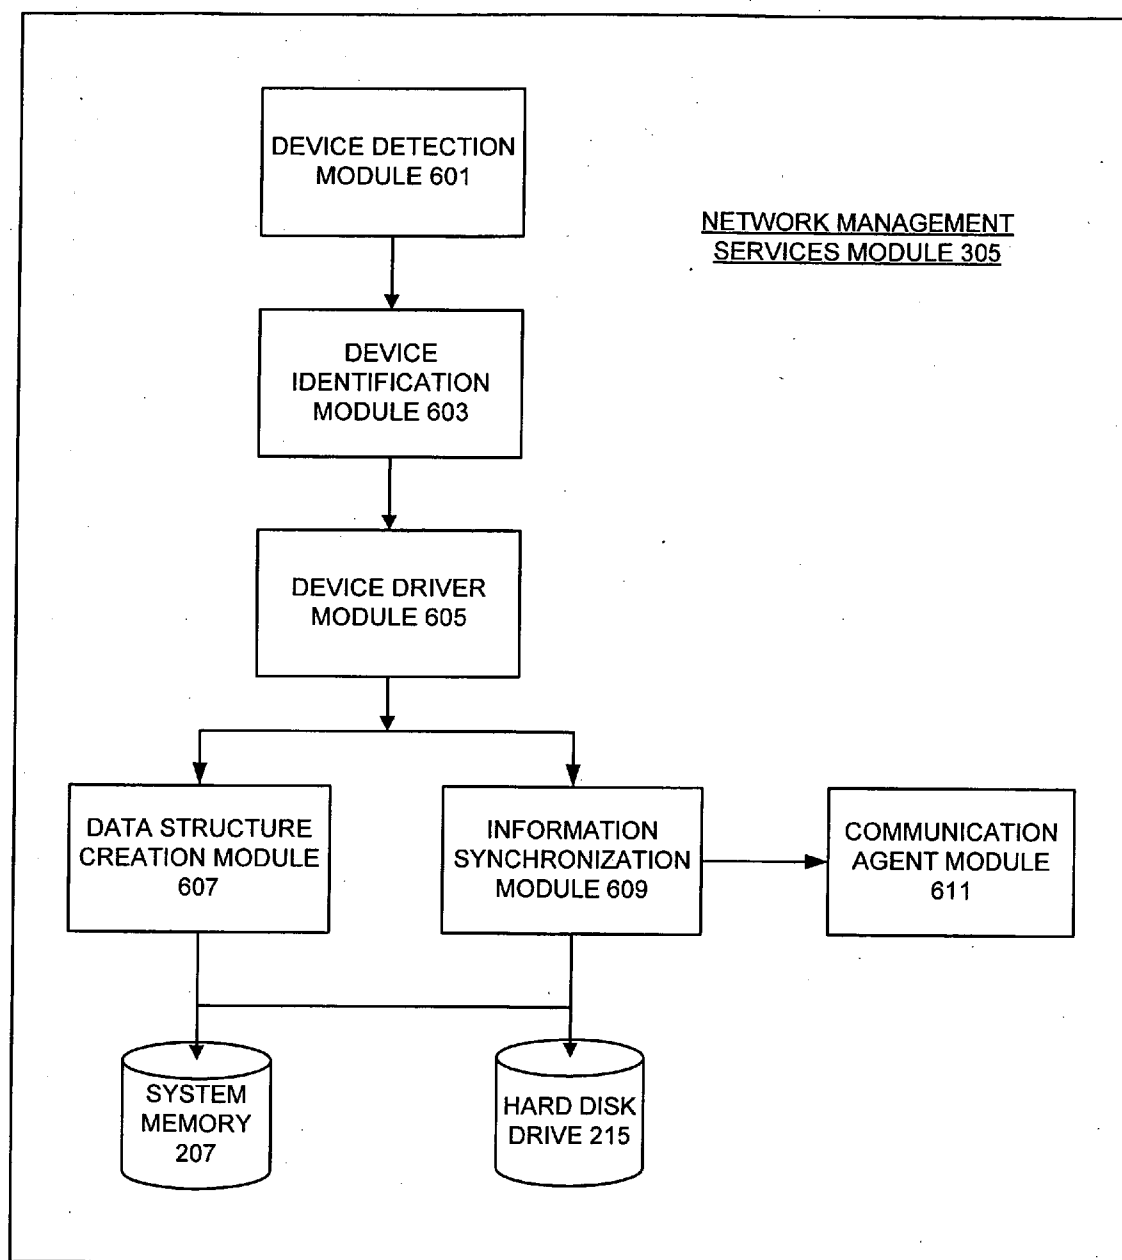 DEVICE DETECTION
MODULE 601
NETWORK MANAGEMENT
SERVICES MODULE 305
DEVICE
IDENTIFICATION
MODULE 603
DEVICE DRIVER
MODULE 605
DATA STRUCTURE
CREATION MODULE
607
INFORMATION
SYNCHRONIZATION
MODULE 609
COMMUNICATION
AGENT MODULE
611
SYSTEM
MEMORY
207
HARD DISK
DRIVE 215